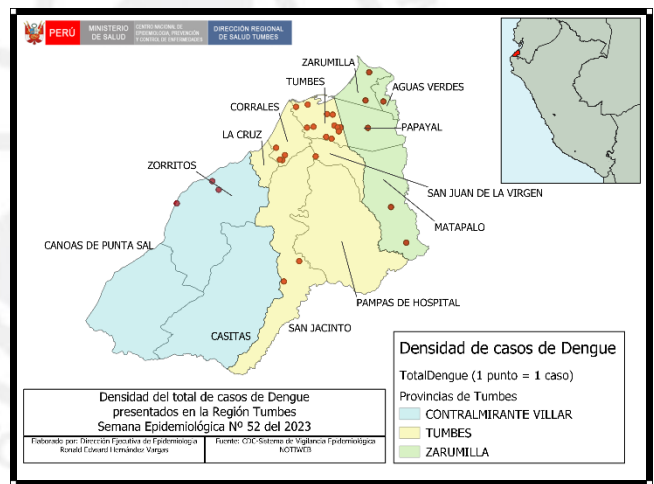 PERÚ
MINISTERIO
DE SALUD
CENTRO NACIONAL DE
EPIDEMIOLOGÍA, PREVENCIÓN
Y CONTROL DE ENFERMEDADES
DIRECCIÓN REGIONAL
DE SALUD TUMBES
ZARUMILLA
TUMBES
AGUAS VERDES
CORRALES
LA CRUZ
PAPAYAL
ZORRITOS
SAN JUAN DE LA VIRGEN
MATAPALO
CANOAS DE PUNTA SAL
PAMPAS DE HOSPITAL
CASITAS
SAN JACINTO
Densidad de casos de Dengue
TotalDengue (1 punto = 1 caso)
Provincias de Tumbes
CONTRALMIRANTE VILLAR
TUMBES
ZARUMILLA
Densidad del total
de casos de Dengue
presentados en la Región Tumbes
Semana Epidemiológica Nº 52 del 2023
Elaborado por: Dirección Ejecutiva de Epidemiología
Ronald Edward Hernández Vargas
Fuente: CDC-Sistema de Vigilancia Epidemiológica
NOTIWEB